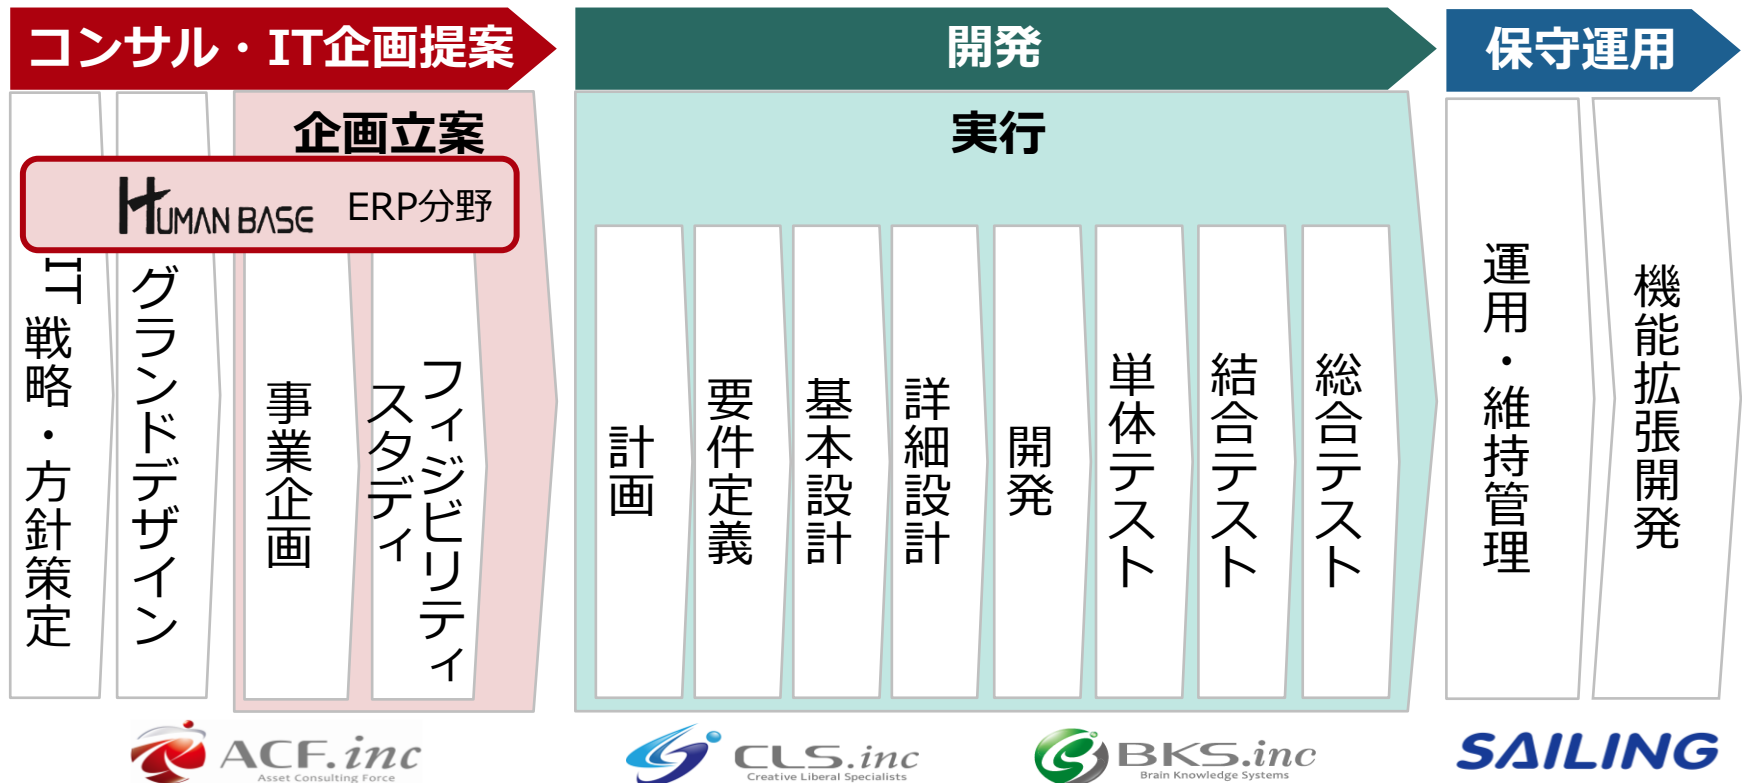 コンサル・IT企画提案
開発
保守運用
企画立案
実行
HUMAN BASE ERP分野
IT戦略・方針策定
グランドデザイン
事業企画
フィジビリティ
スタディ
計画
要件定義
基本設計
詳細設計
開発
単体テスト
結合テスト
総合テスト
運用・維持管理
機能拡張開発
ACF.inc
Asset Consulting Force
CLS.inc
Creative Liberal Specialists
BKS.inc
Brain Knowledge Systems
SAILING